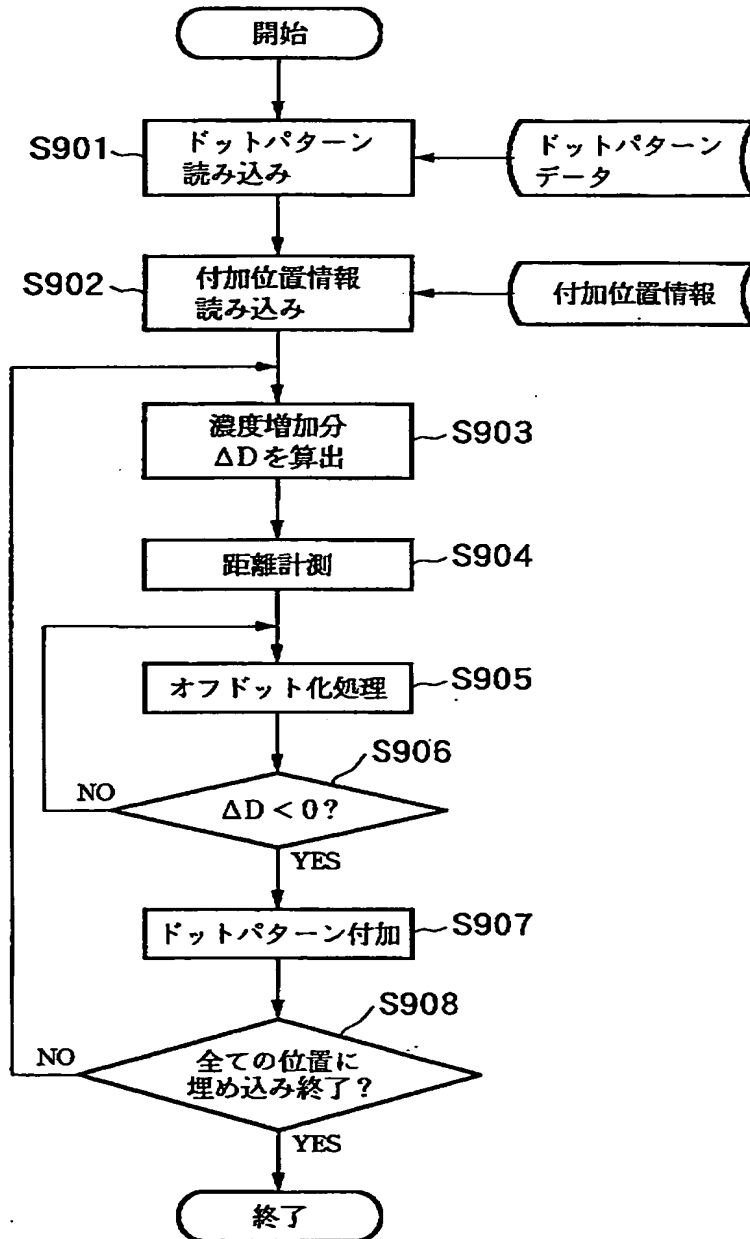 開始
S901
ドットパターン
読み込み
ドットパターン
データ
S902
付加位置情報
読み込み
付加位置情報
濃度増加分
ΔDを算出
S903
距離計測
S904
オフドット化処理
S905
S906
NO
ΔD<0?
YES
ドットパターン付加
S907
S908
NO
全ての位置に
埋め込み終了?
YES
終了